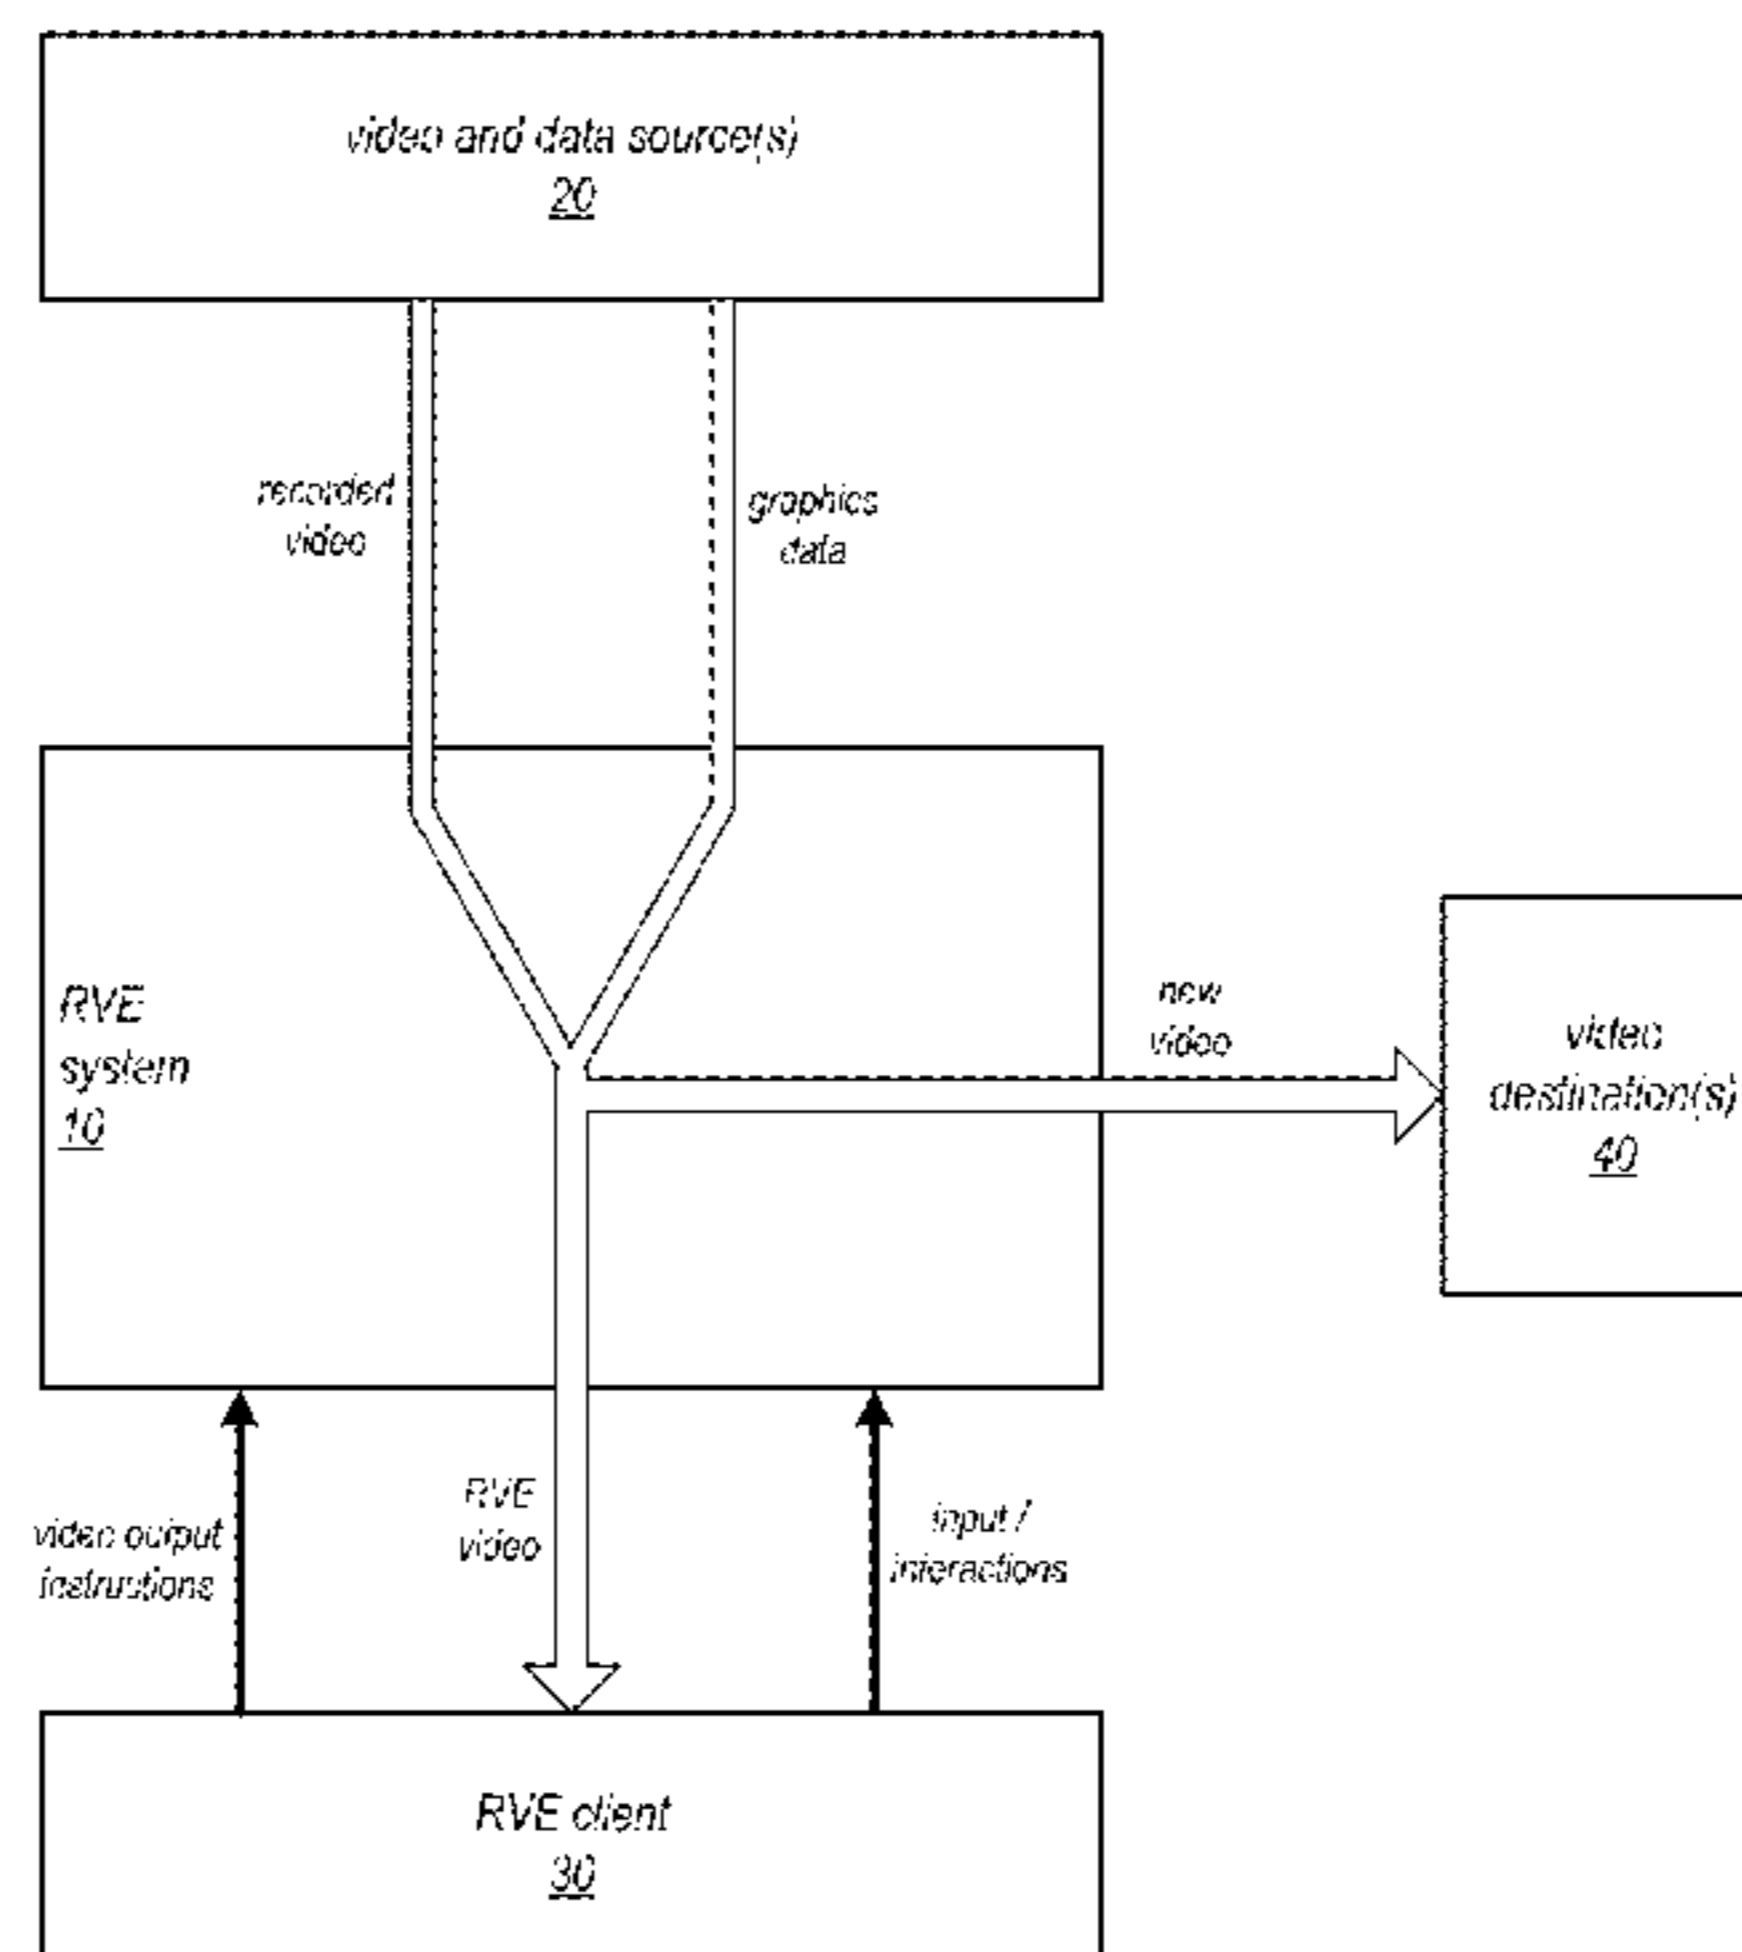 video and data source(s)
20
recorded
video
graphics
data
RVE
system
10
new
video
video
destination(s)
40
video output
instructions
RVE
video
input /
interactions
RVE client
30